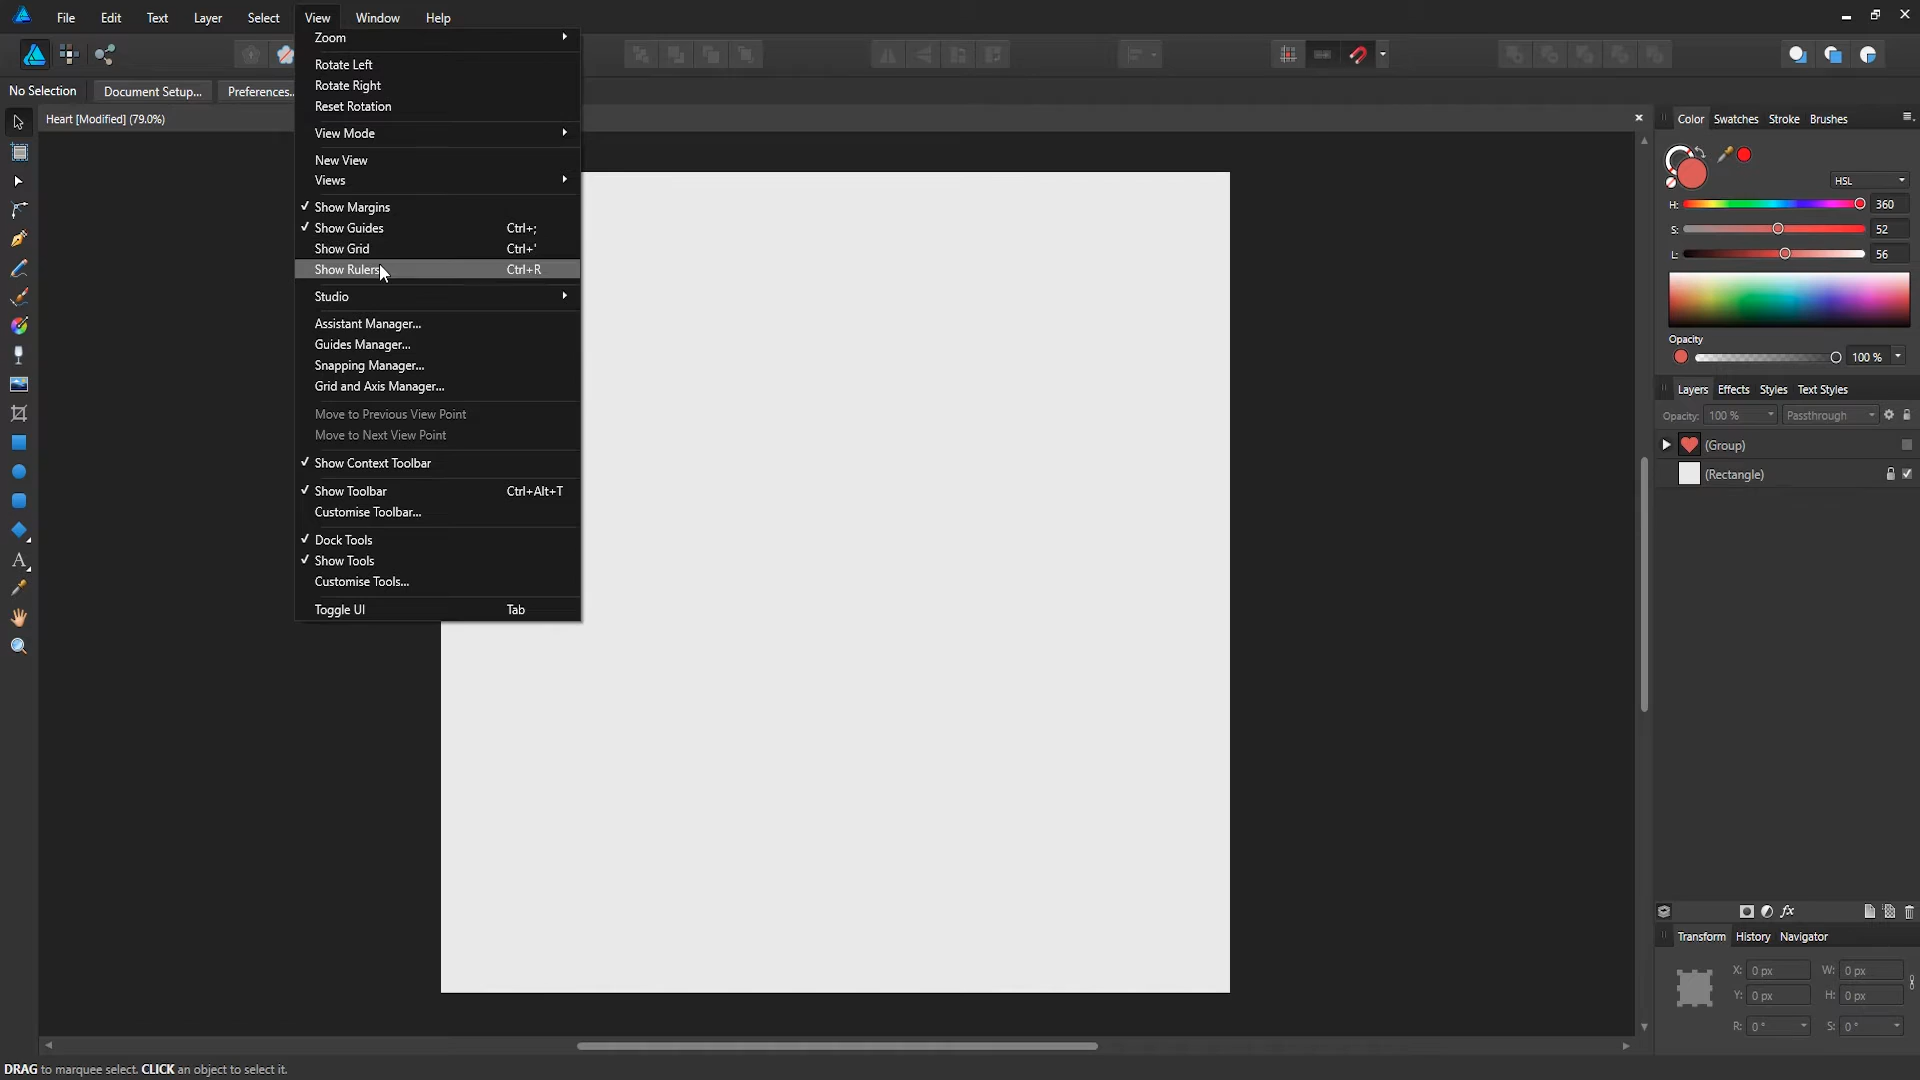 File Edit Text Layer Select View Window Help
No Selection Document Setup... Preferences..
Heart [Modified] (79.0%)
Zoom
Rotate Left
Rotate Right
Reset Rotation
View Mode
New View
Views
Show Margins
Show Guides Ctrl+;
Show Grid Ctrl+'
Show Rulers Ctrl+R
Studio
Assistant Manager...
Guides Manager...
Snapping Manager...
Grid and Axis Manager...
Move to Previous View Point
Move to Next View Point
Show Context Toolbar
Show Toolbar Ctrl+Alt+T
Customise Toolbar...
Dock Tools
Show Tools
Customise Tools...
Toggle UI Tab
Color Swatches Stroke Brushes
HSL
H: 360
S: 52
L: 56
Opacity
100 %
Layers Effects Styles Text Styles
Opacity: 100 % Passthrough
(Group)
(Rectangle)
fx
Transform History Navigator
X: 0 px W: 0 px
Y: 0 px H: 0 px
R: 0 ° S: 0 °
DRAG to marquee select. CLICK an object to select it.